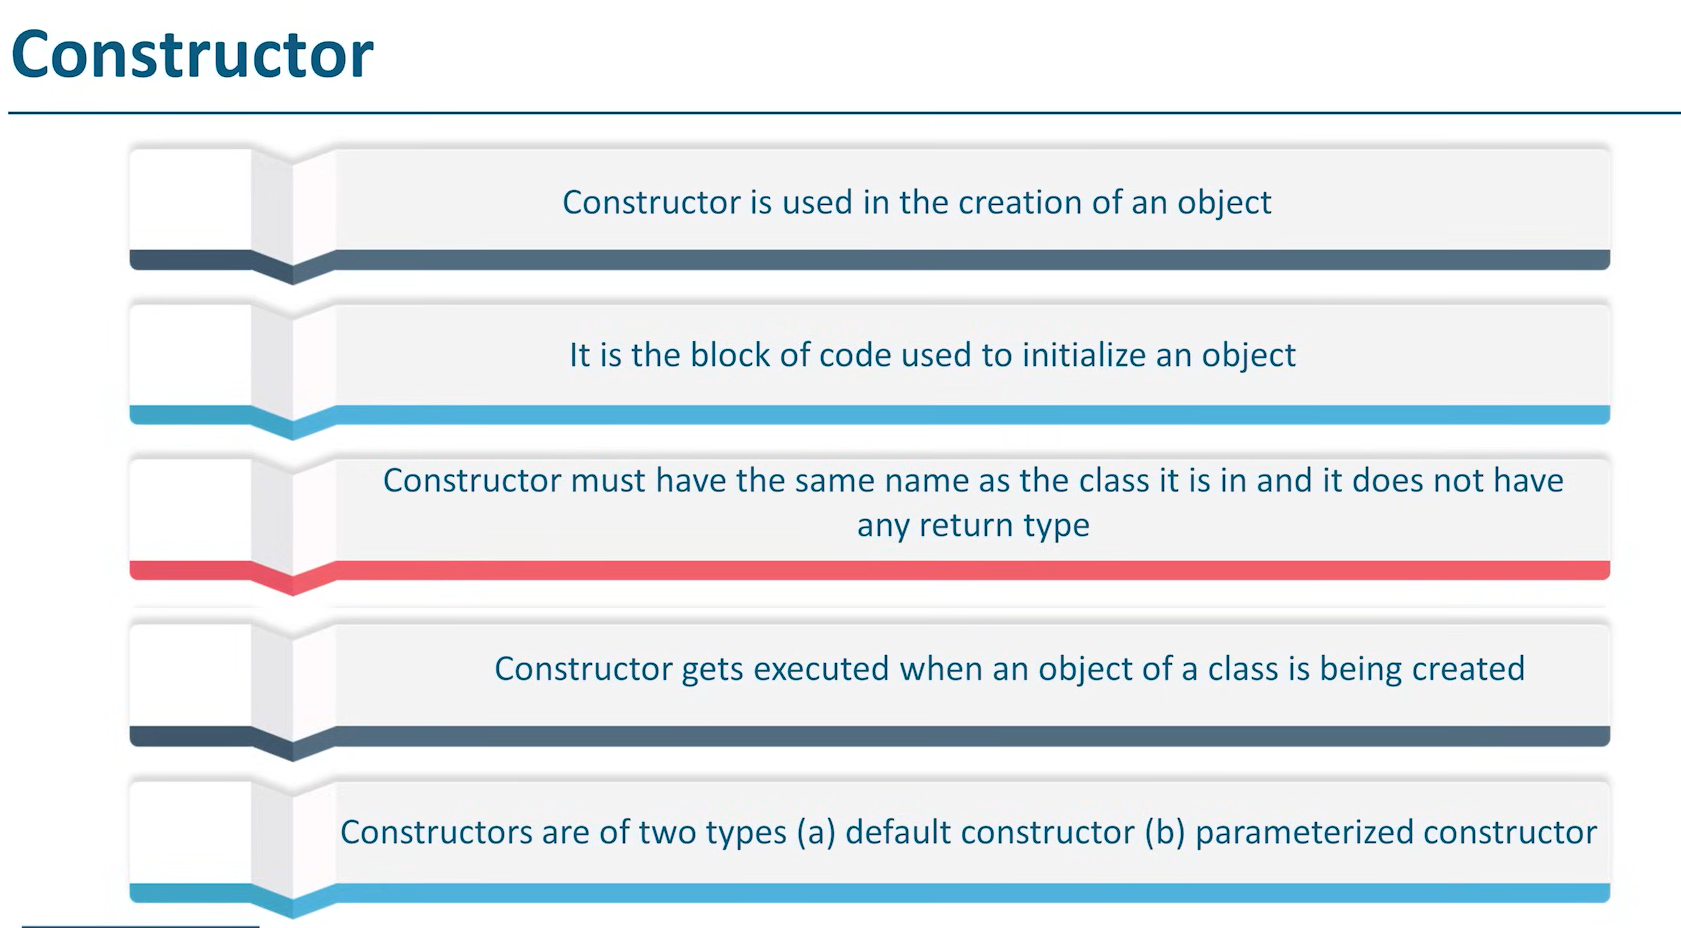 Constructor
Constructor is used in the creation of an object
It is the block of code used to initialize an object
Constructor must have the same name as the class it is in and it does not have
any return type
Constructor gets executed when an object of a class is being created
Constructors are of two types (a) default constructor (b) parameterized constructor